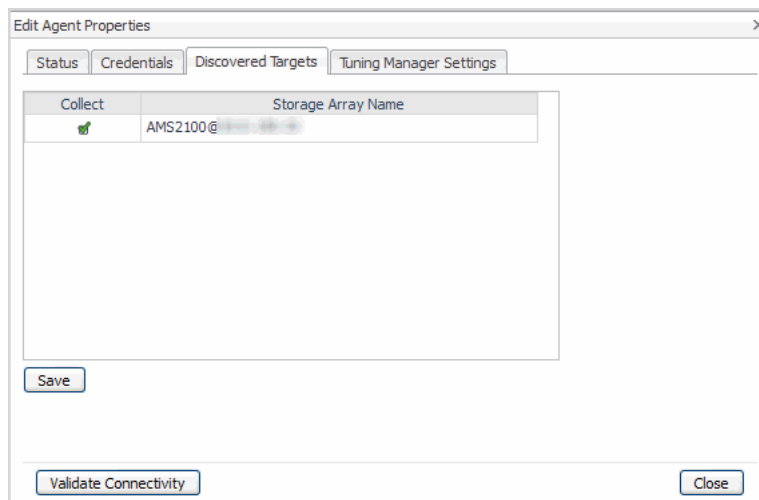 Edit Agent Properties
Status Credentials Discovered Targets Tuning Manager Settings
Collect Storage Array Name
AMS2100@
Save
Validate Connectivity Close